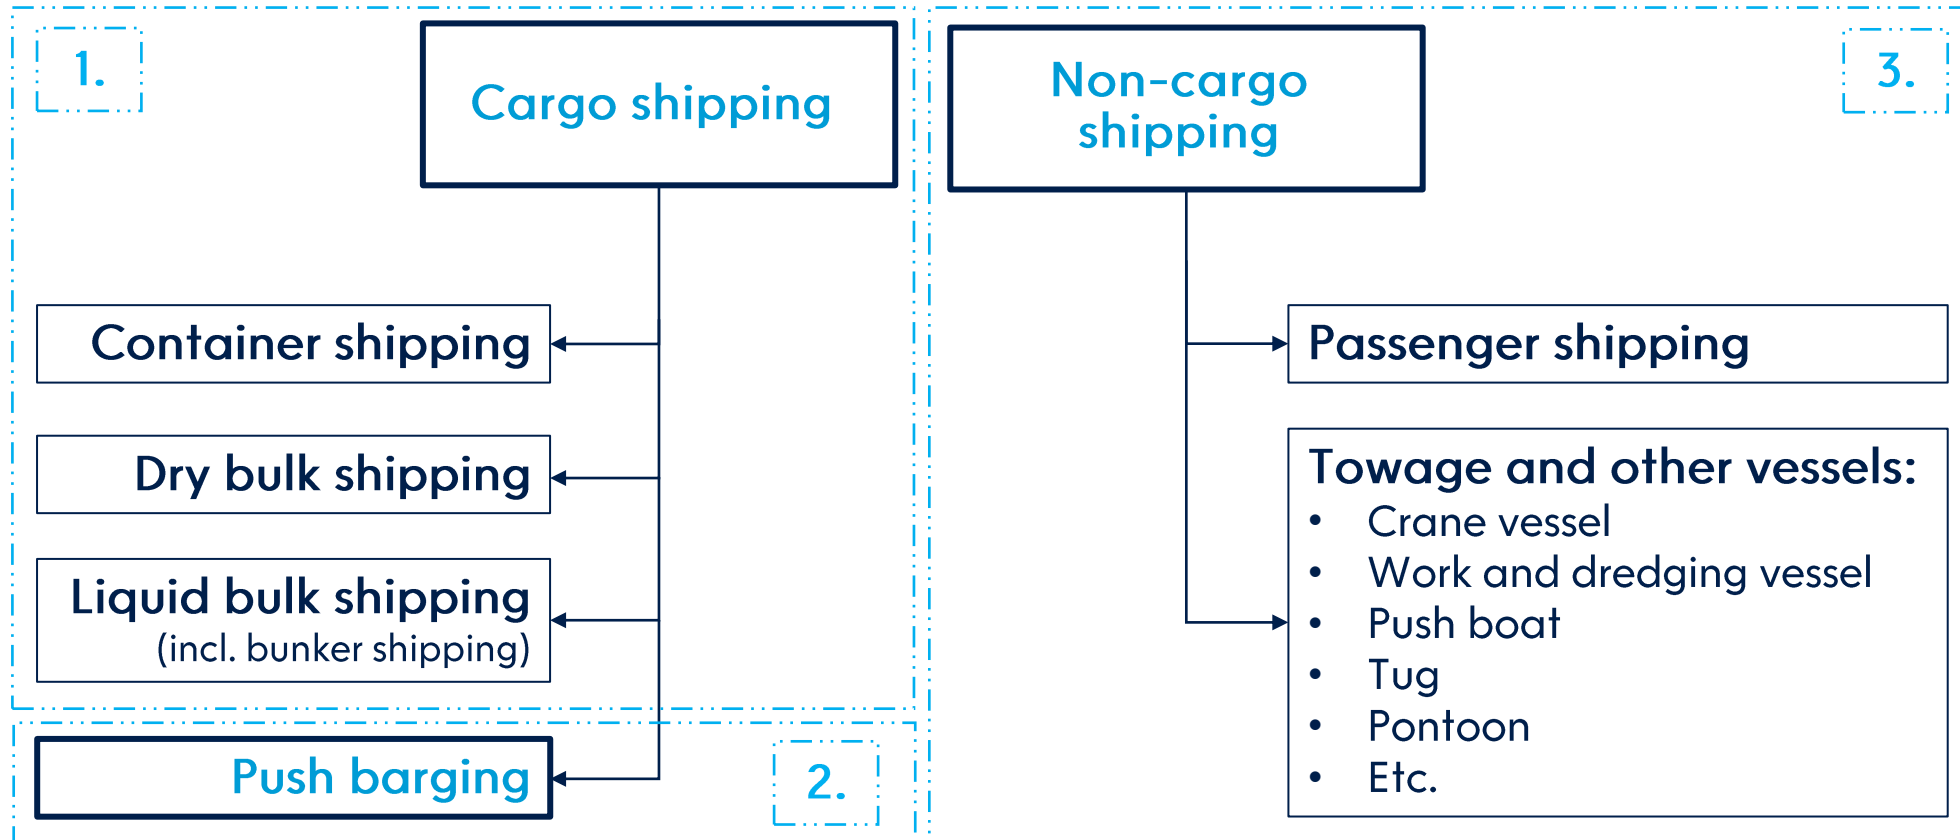 1.
Cargo shipping
Container shipping
Dry bulk shipping
Liquid bulk shipping
(incl. bunker shipping)
Push barging
2.
Non-cargo
shipping
3.
Passenger shipping
Towage and other vessels:
• Crane vessel
• Work and dredging vessel
• Push boat
• Tug
• Pontoon
• Etc.